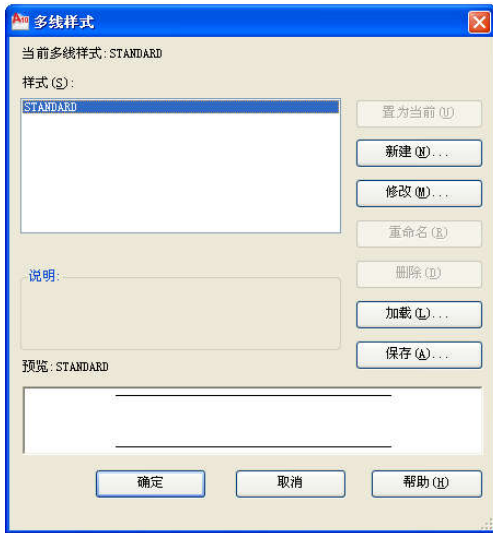 多线样式
当前多线样式:STANDARD
样式(S):
STANDARD
置为当前(U)
新建(N)...
修改(M)...
重命名(R)
说明:
删除(D)
加载(L)...
保存(A)...
预览:STANDARD
确定
取消
帮助(H)